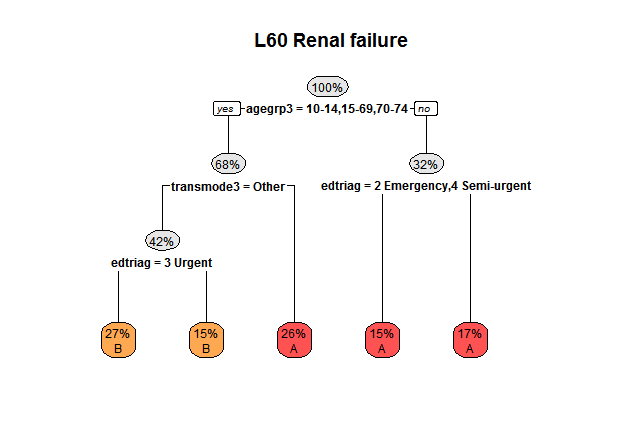 L60 Renal failure
100%
yes agegrp3 = 10-14,15-69,70-74 no
68% 32%
transmode3 = Other edtriag = 2 Emergency,4 Semi-urgent
42%
edtriag = 3 Urgent
27% 15% 26% 15% 17%
B B A A A